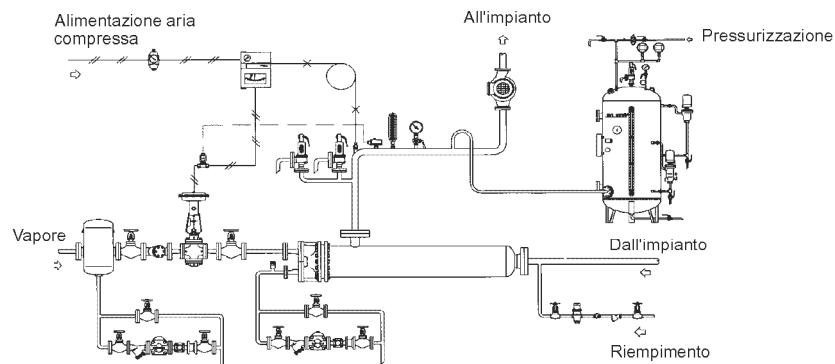 Alimentazione aria
compressa
All'impianto
Pressurizzazione
Vapore
Dall'impianto
Riempimento